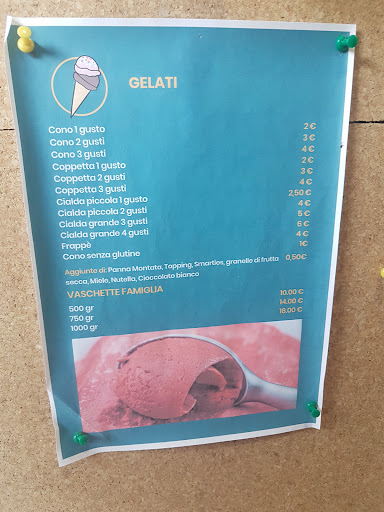 GELATI
Cono 1 gusto 2 €
Cono 2 gusti 3 €
Cono 3 gusti 4 €
Coppetta 1 gusto 2 €
Coppetta 2 gusti 3 €
Coppetta 3 gusti 4 €
Cialda piccola 1 gusto 2,50 €
Cialda piccola 2 gusti 4 €
Cialda grande 3 gusti 5 €
Cialda grande 4 gusti €
Frappè 4 €
Cono senza glutine 1€
Aggiunte di: Panna Montata, Topping, Smarties, granelle di frutta 0,50€
secca, Miele, Nutella, Cioccolato bianco
VASCHETTE FAMIGLIA
500 gr 10.00 €
750 gr 14.00 €
1000 gr 18.00 €